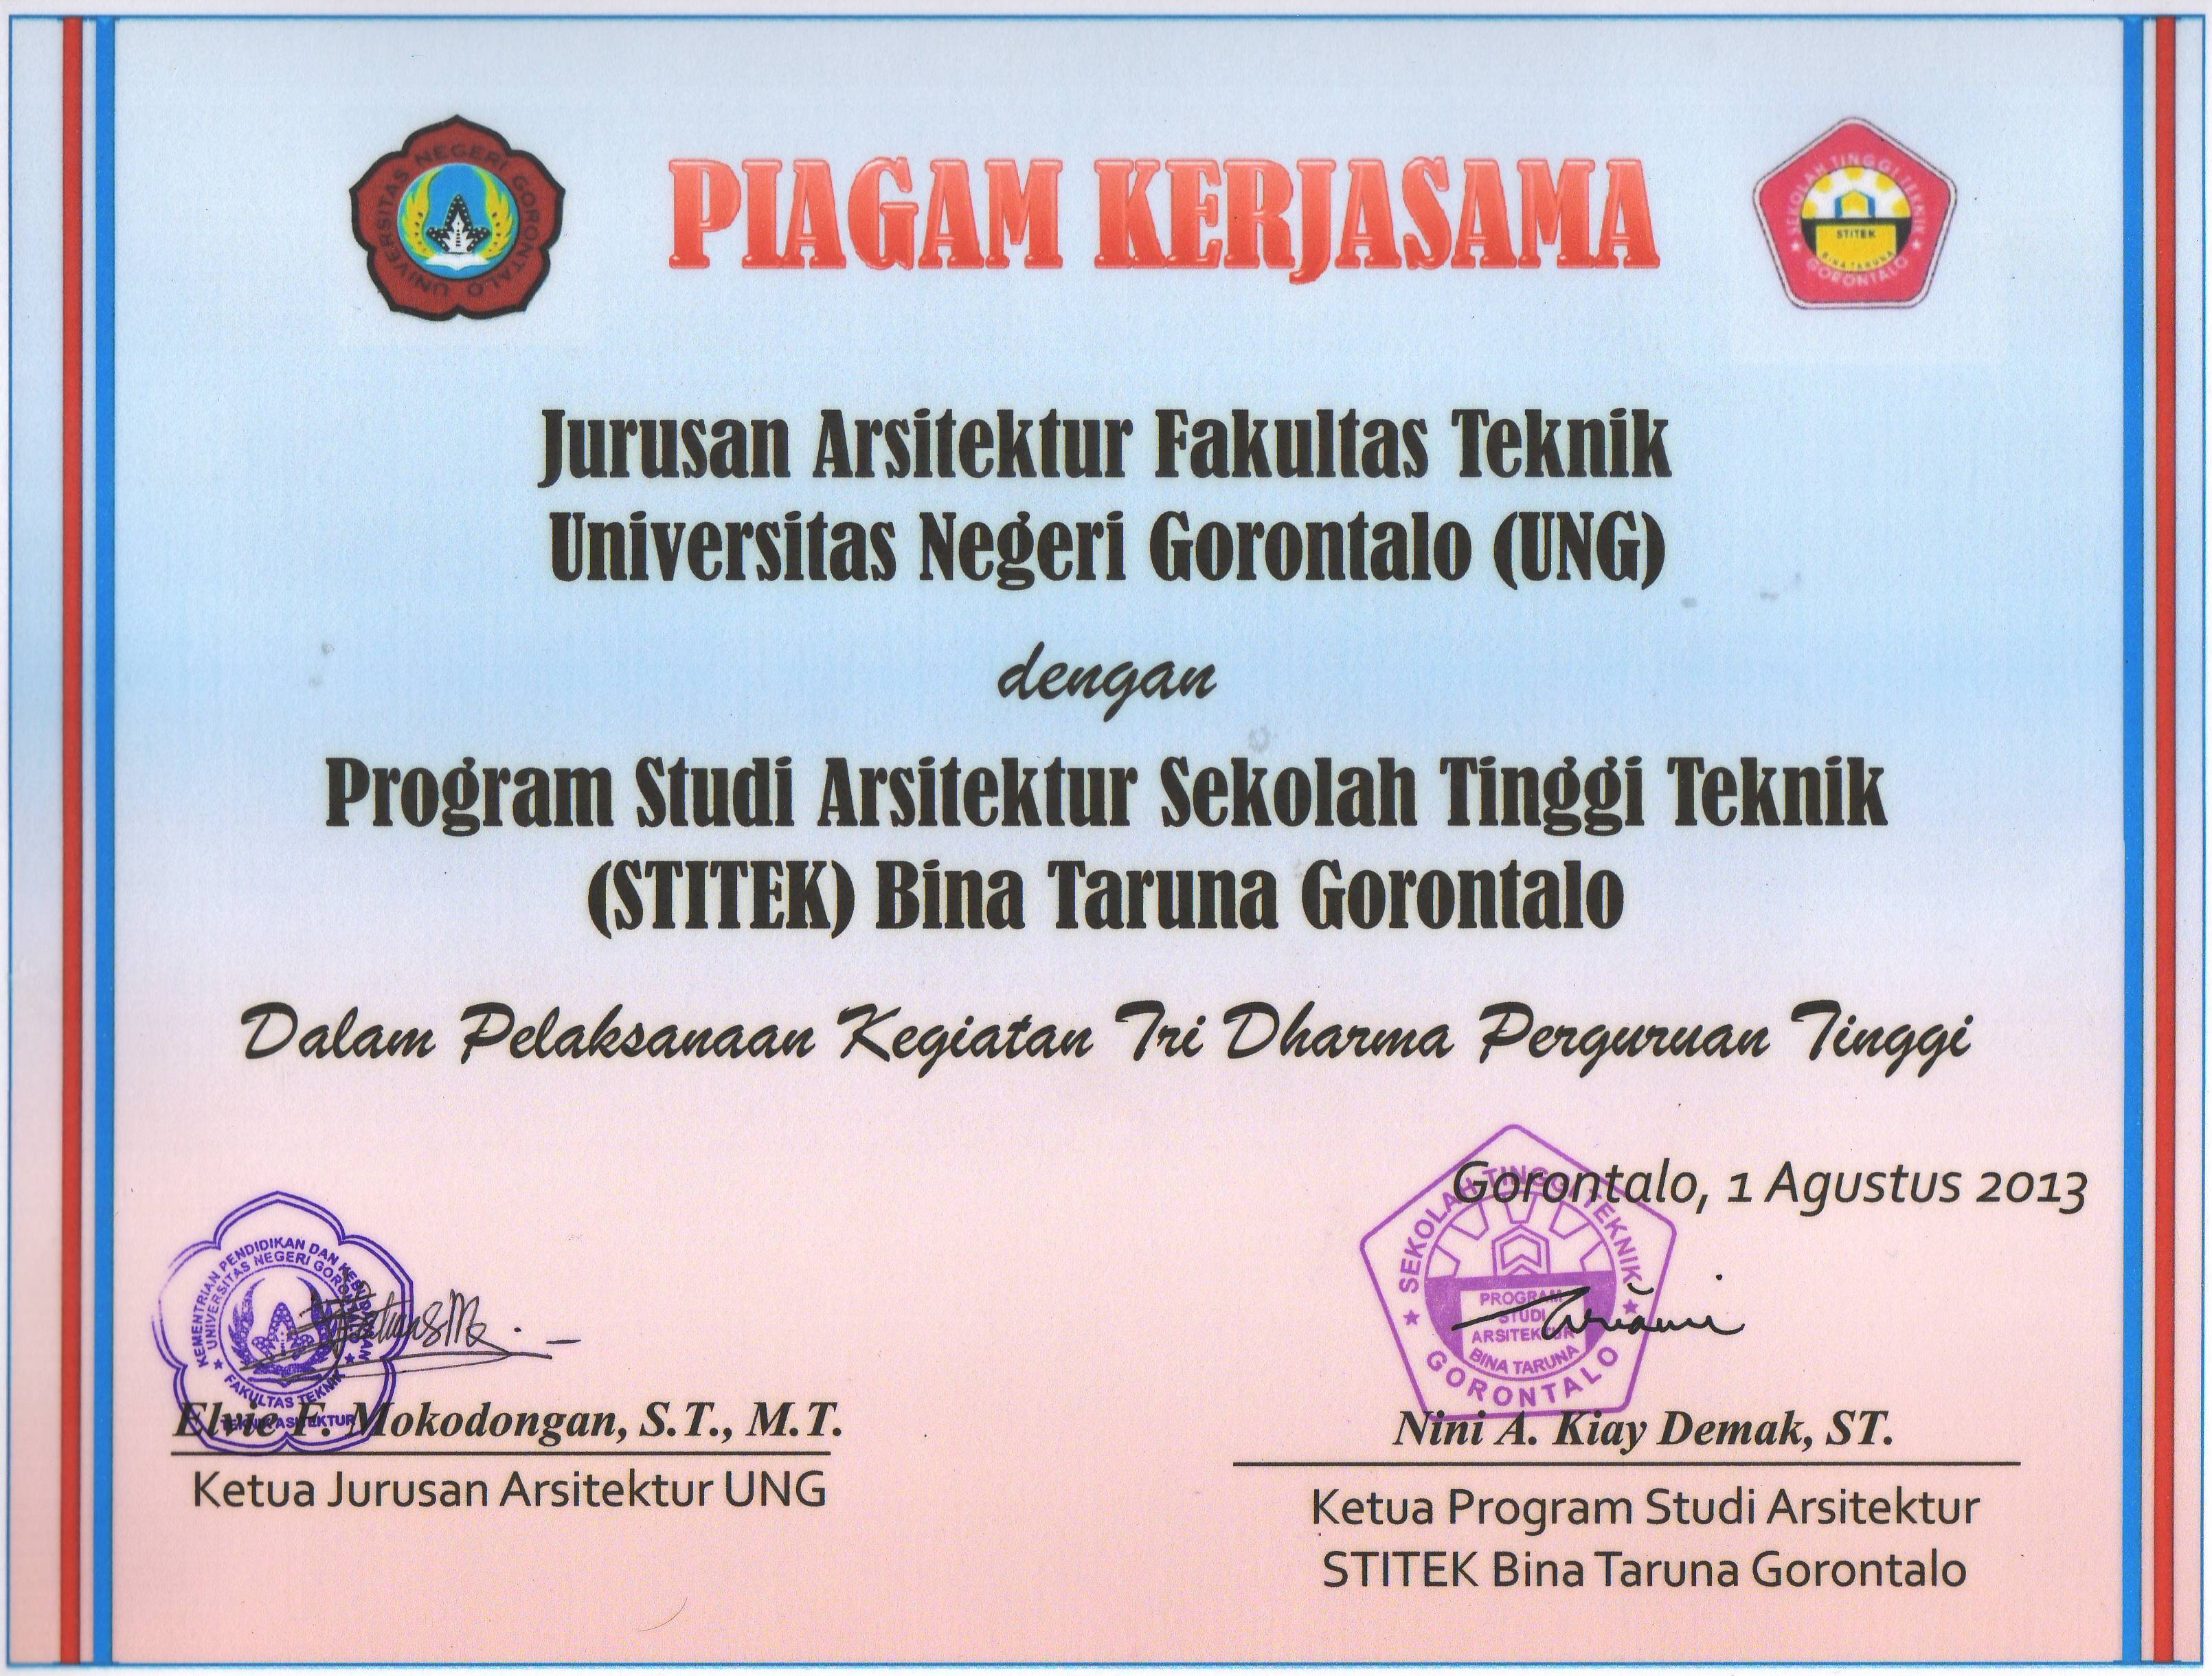 UNIVERSITAS NEGERI GORONTALO
PIAGAM KERJASAMA
SEKOLAH TINGGI TEKNIK
STITEK
BINA TARUNA
GORONTALO
Jurusan Arsitektur Fakultas Teknik
Universitas Negeri Gorontalo (UNG)
dengan
Program Studi Arsitektur Sekolah Tinggi Teknik
(STITEK) Bina Taruna Gorontalo
Dalam Pelaksanaan Kegiatan Tri Dharma Perguruan Tinggi
Gorontalo, 1 Agustus 2013
KEMENTRIAN PENDIDIKAN DAN KEBUDAYAAN
UNIVERSITAS NEGERI GORONTALO
FAKULTAS TEKNIK
Elvie F. Mokodongan, S.T., M.T.
Ketua Jurusan Arsitektur UNG
SEKOLAH TINGGI TEKNIK
PROGRAM
STUDI
ARSITEKTUR
BINA TARUNA
GORONTALO
Nini A. Kiay Demak, ST.
Ketua Program Studi Arsitektur
STITEK Bina Taruna Gorontalo